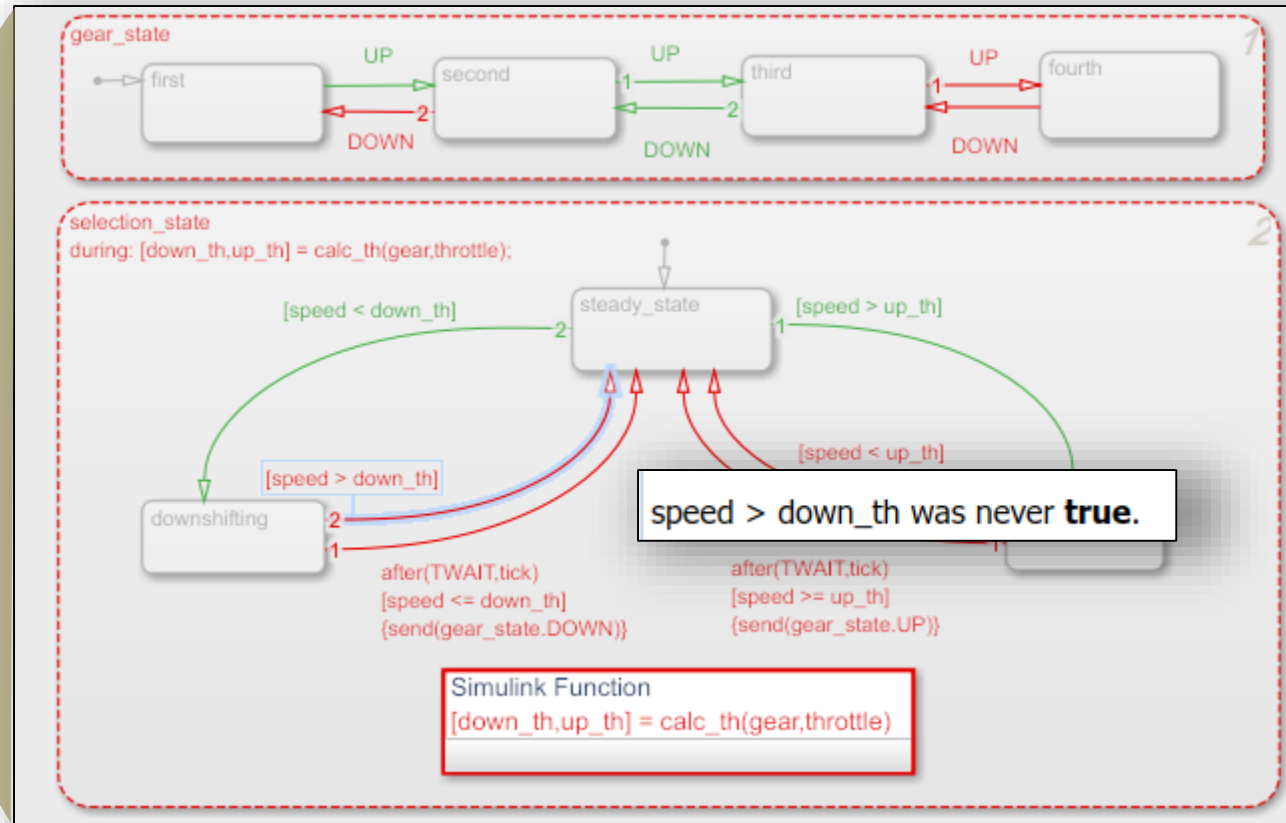 gear_state
1
UP
UP
UP
first
second
third
fourth
1
1
2
2
DOWN
DOWN
DOWN
selection_state
2
during: [down_th,up_th] = calc_th(gear,throttle);
[speed < down_th]
steady_state
[speed > up_th]
2
1
[speed > down_th]
[speed < up_th]
downshifting
2
speed > down_th was never true.
1
1
after(TWAIT,tick)
[speed <= down_th]
{send(gear_state.DOWN)}
after(TWAIT,tick)
[speed >= up_th]
{send(gear_state.UP)}
Simulink Function
[down_th,up_th] = calc_th(gear,throttle)